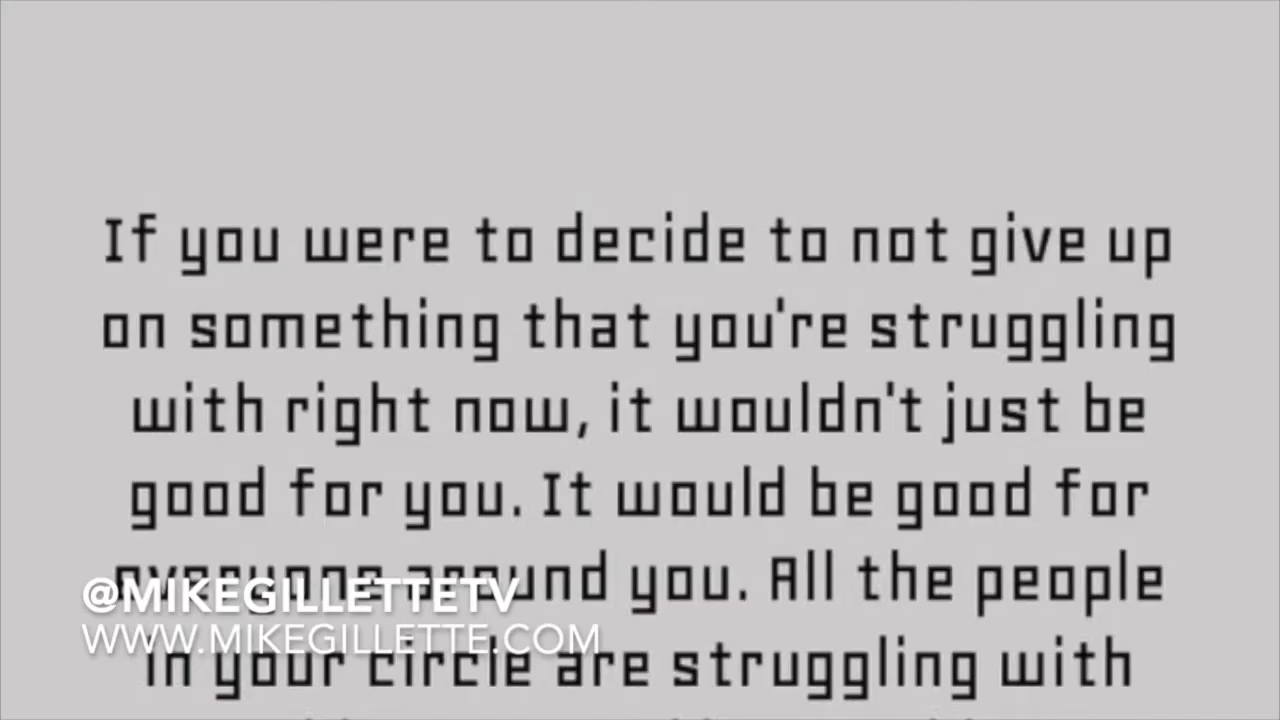 If you were to decide to not give up
on something that you're struggling
with right now, it wouldn't just be
good for you. It would be good for
everyone around you. All the people
@MIKEGILLETTETV
WWW.MIKEGILLETTE.COM
in your circle are struggling with